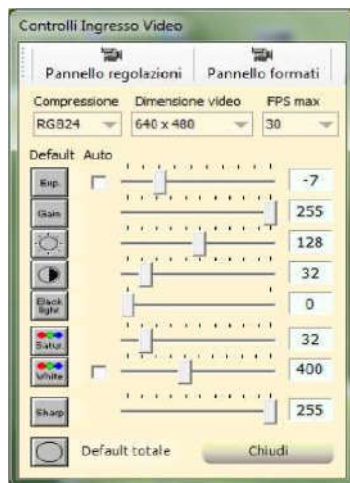 Controlli Ingresso Video
Pannello regolazioni Pannello formati
Compressione Dimensione video FPS max
RGB24 640 x 480 30
Default Auto
Exp. -7
Gain 255
128
32
Black light 0
Satur. 32
White 400
Sharp 255
Default totale Chiudi